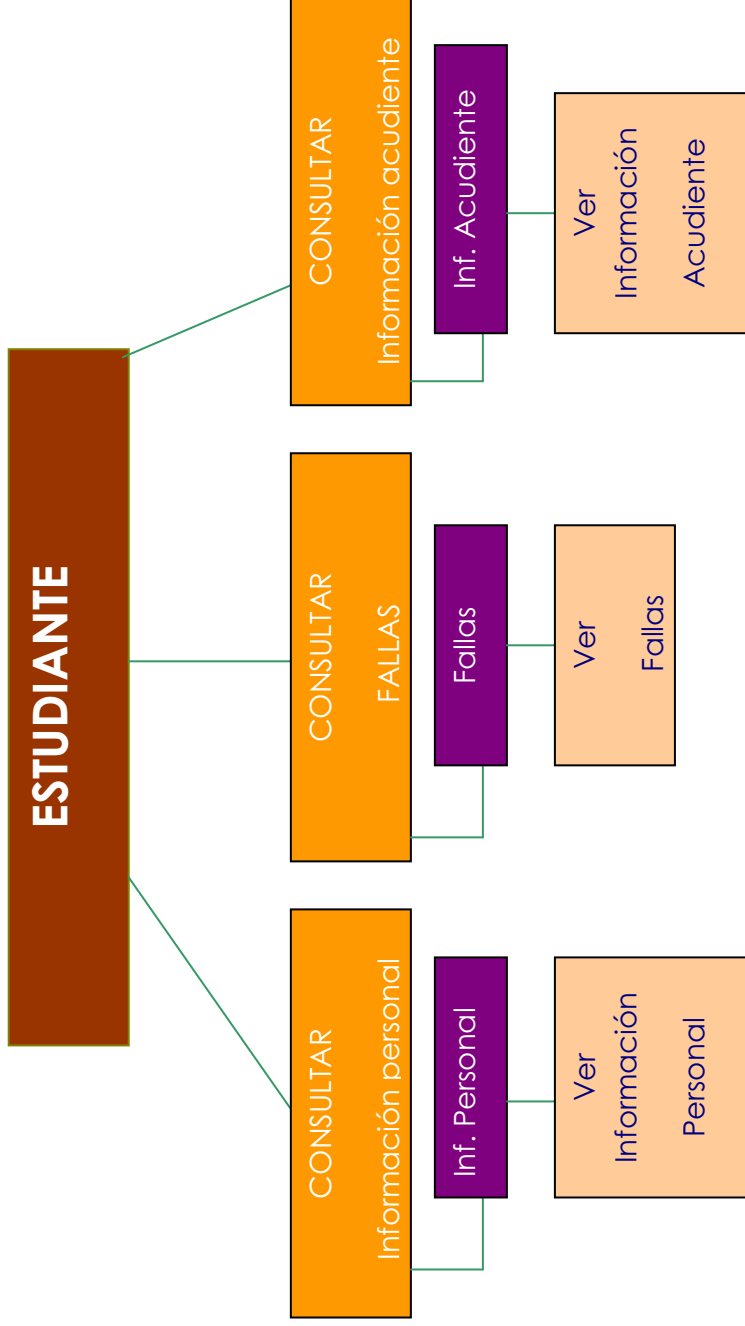 ESTUDIANTE
CONSULTAR
Información personal
Inf. Personal
Ver
Información
Personal
CONSULTAR
FALLAS
Fallas
Ver
Fallas
CONSULTAR
Información acudiente
Inf. Acudiente
Ver
Información
Acudiente